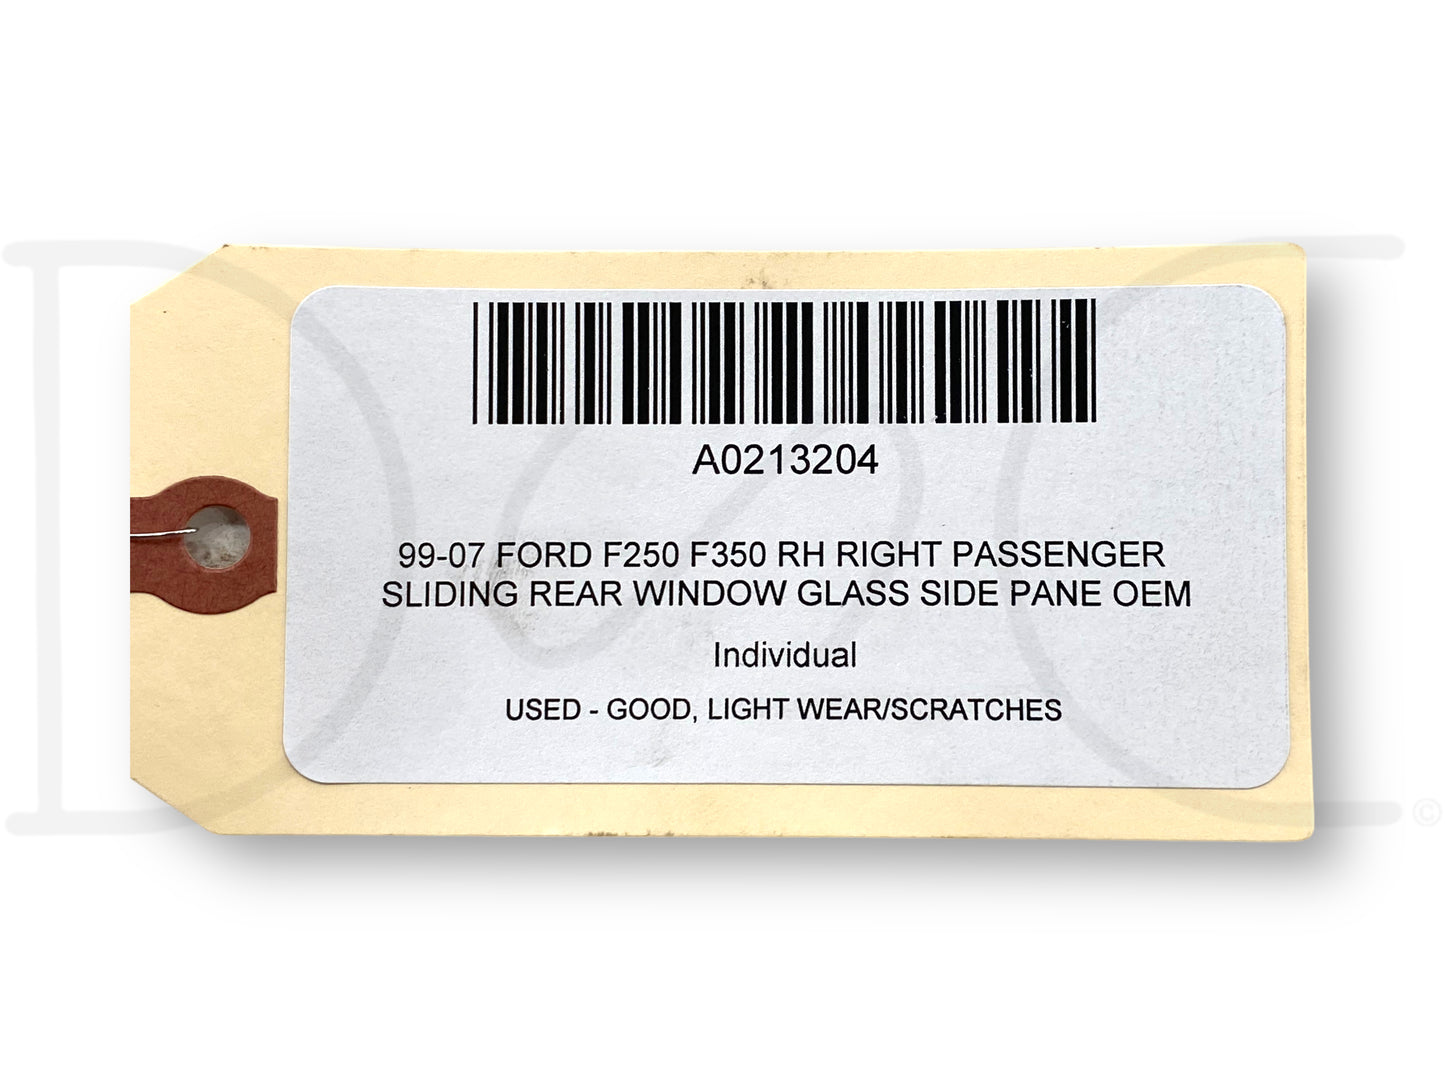 A0213204
99-07 FORD F250 F350 RH RIGHT PASSENGER
SLIDING REAR WINDOW GLASS SIDE PANE OEM
Individual
USED - GOOD, LIGHT WEAR/SCRATCHES
©